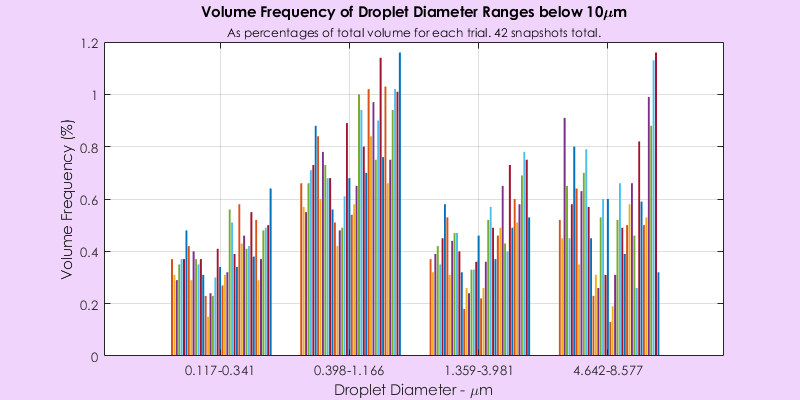 Volume Frequency of Droplet Diameter Ranges below 10μm
As percentages of total volume for each trial. 42 snapshots total.
Volume Frequency (%)
1.2
1
0.8
0.6
0.4
0.2
0
0.117-0.341 0.398-1.166 1.359-3.981 4.642-8.577
Droplet Diameter - μm